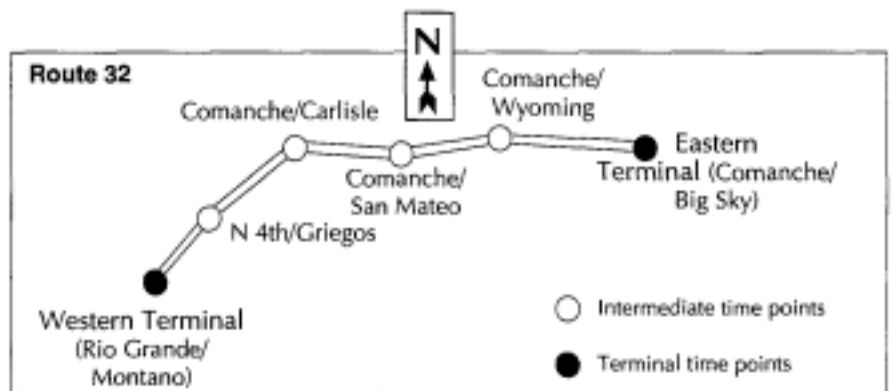 N
Route 32
Comanche/
Wyoming
Comanche/Carlisle
Eastern
Terminal (Comanche/
Big Sky)
Comanche/
San Mateo
N 4th/Griegos
Western Terminal
(Rio Grande/
Montano)
Intermediate time points
Terminal time points